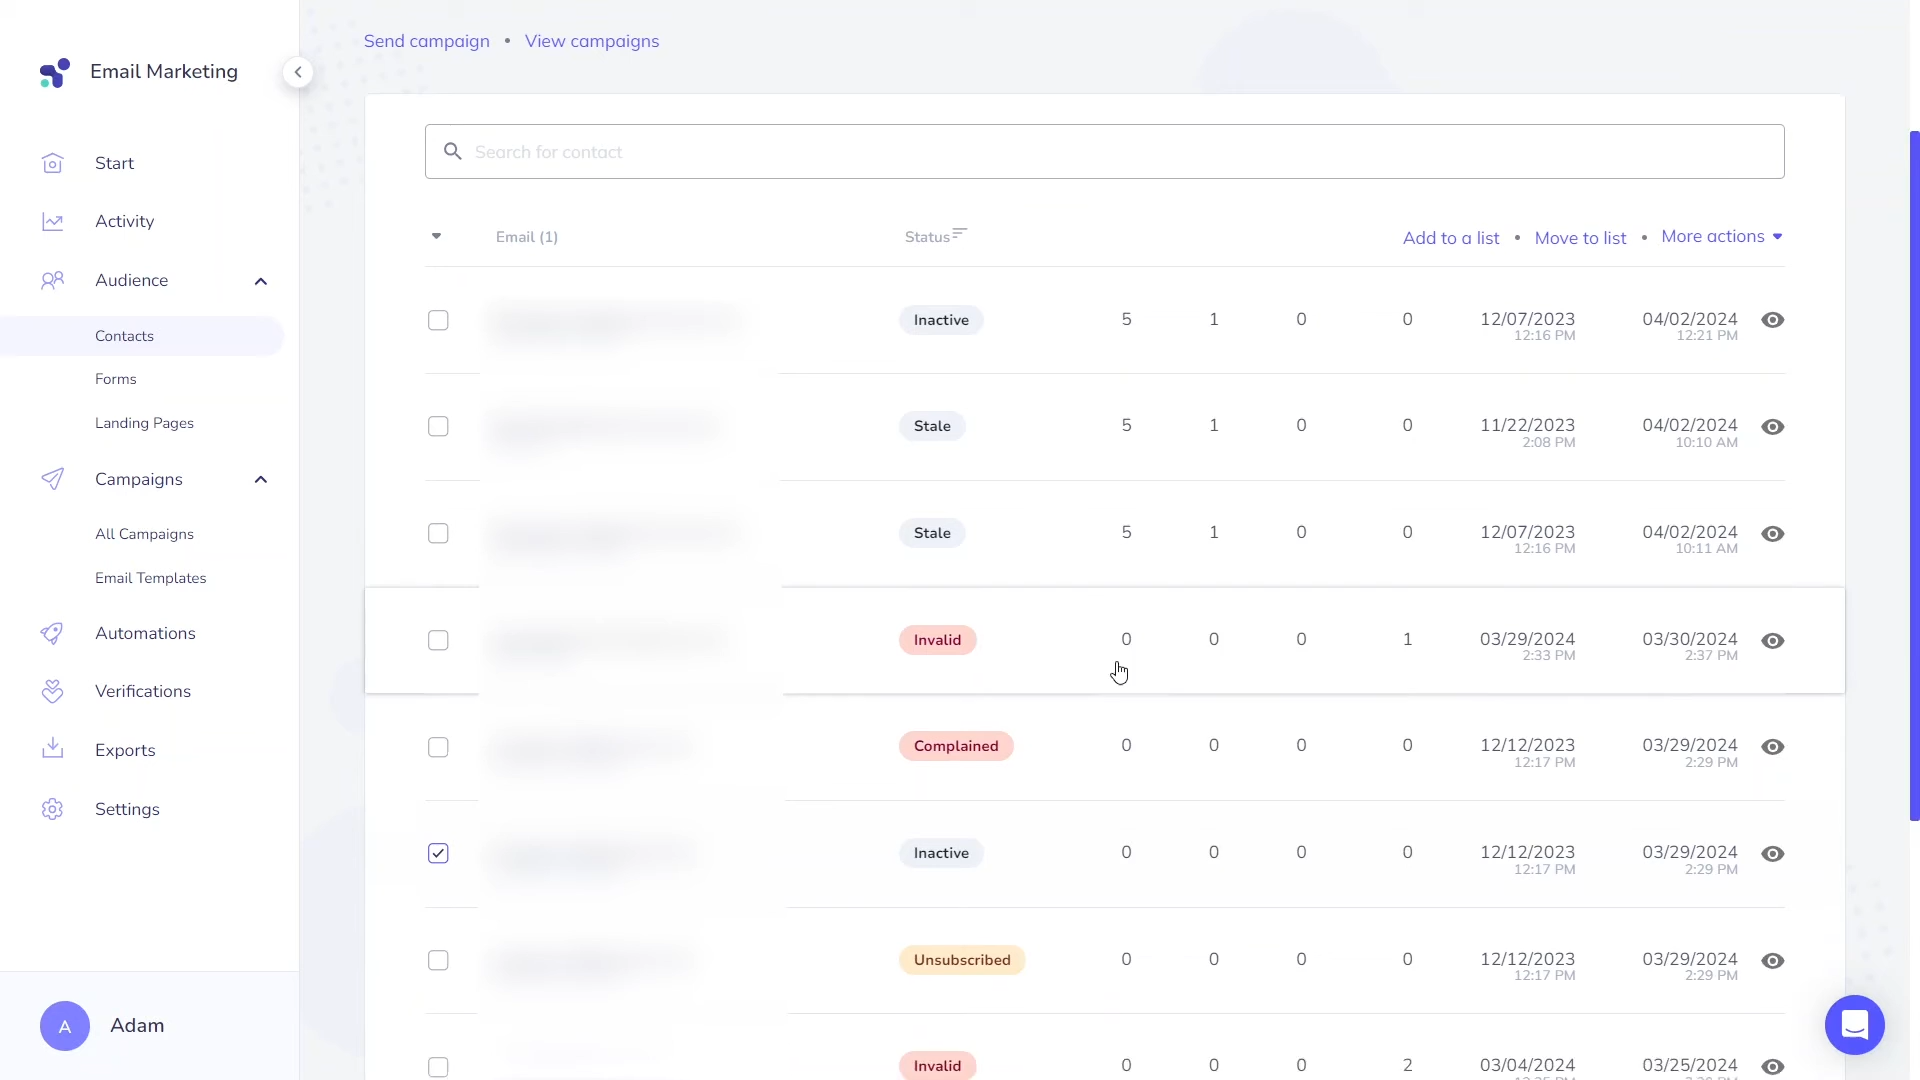 Send campaign • View campaigns
Email Marketing
Search for contact
Start
Activity
Email (1) Status Add to a list • Move to list • More actions
Audience
Contacts
Forms
Landing Pages
Campaigns
All Campaigns
Email Templates
Automations
Verifications
Exports
Settings
A Adam
Inactive 5 1 0 0 12/07/2023 04/02/2024
12:16 PM 12:21 PM
Stale 5 1 0 0 11/22/2023 04/02/2024
2:08 PM 10:10 AM
Stale 5 1 0 0 12/07/2023 04/02/2024
12:16 PM 10:11 AM
Invalid 0 0 0 1 03/29/2024 03/30/2024
2:33 PM 2:37 PM
Complained 0 0 0 0 12/12/2023 03/29/2024
12:17 PM 2:29 PM
Inactive 0 0 0 0 12/12/2023 03/29/2024
12:17 PM 2:29 PM
Unsubscribed 0 0 0 0 12/12/2023 03/29/2024
12:17 PM 2:29 PM
Invalid 0 0 0 2 03/04/2024 03/25/2024